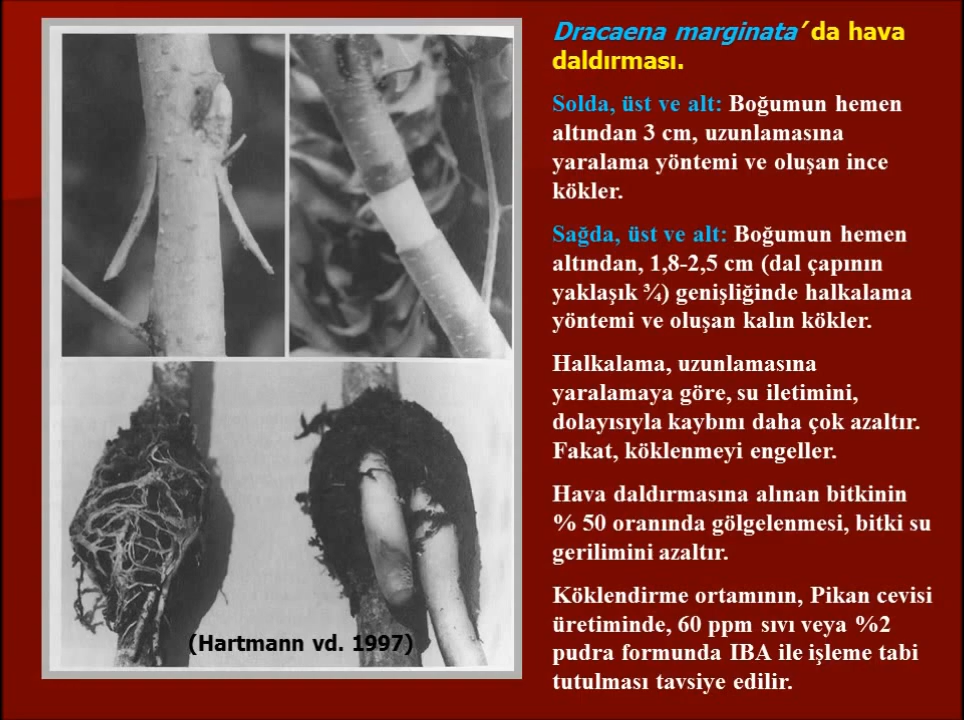 Dracaena marginata’ da hava
daldırması.
Solda, üst ve alt: Boğumun hemen
altından 3 cm, uzunlamasına
yaralama yöntemi ve oluşan ince
kökler.
Sağda, üst ve alt: Boğumun hemen
altından, 1,8-2,5 cm (dal çapının
yaklaşık ¾) genişliğinde halkalama
yöntemi ve oluşan kalın kökler.
Halkalama, uzunlamasına
yaralamaya göre, su iletimini,
dolayısıyla kaybını daha çok azaltır.
Fakat, köklenmeyi engeller.
Hava daldırmasına alınan bitkinin
% 50 oranında gölgelenmesi, bitki su
gerilimini azaltır.
Köklendirme ortamının, Pikan cevisi
üretiminde, 60 ppm sıvı veya %2
pudra formunda IBA ile işleme tabi
tutulması tavsiye edilir.
(Hartmann vd. 1997)